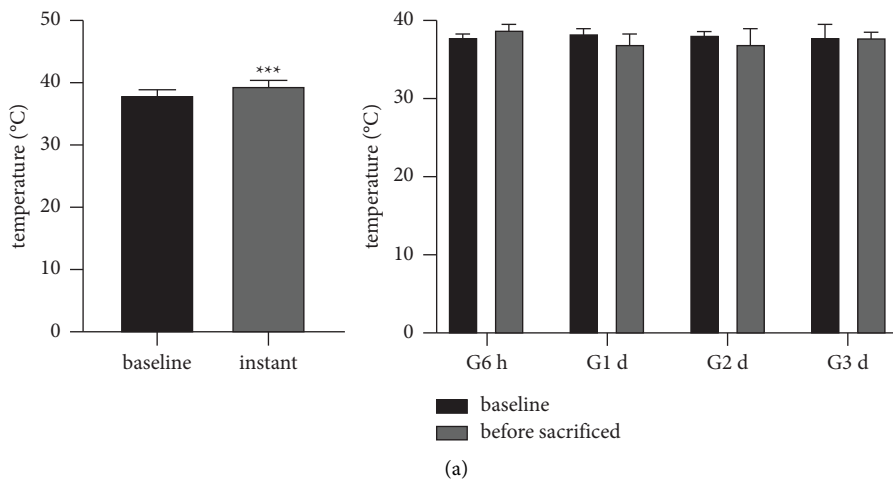 50
40
30
20
10
0
temperature (°C)
***
baseline
instant
40
30
20
10
0
temperature (°C)
G6 h
G1 d
G2 d
G3 d
baseline
before sacrificed
(a)